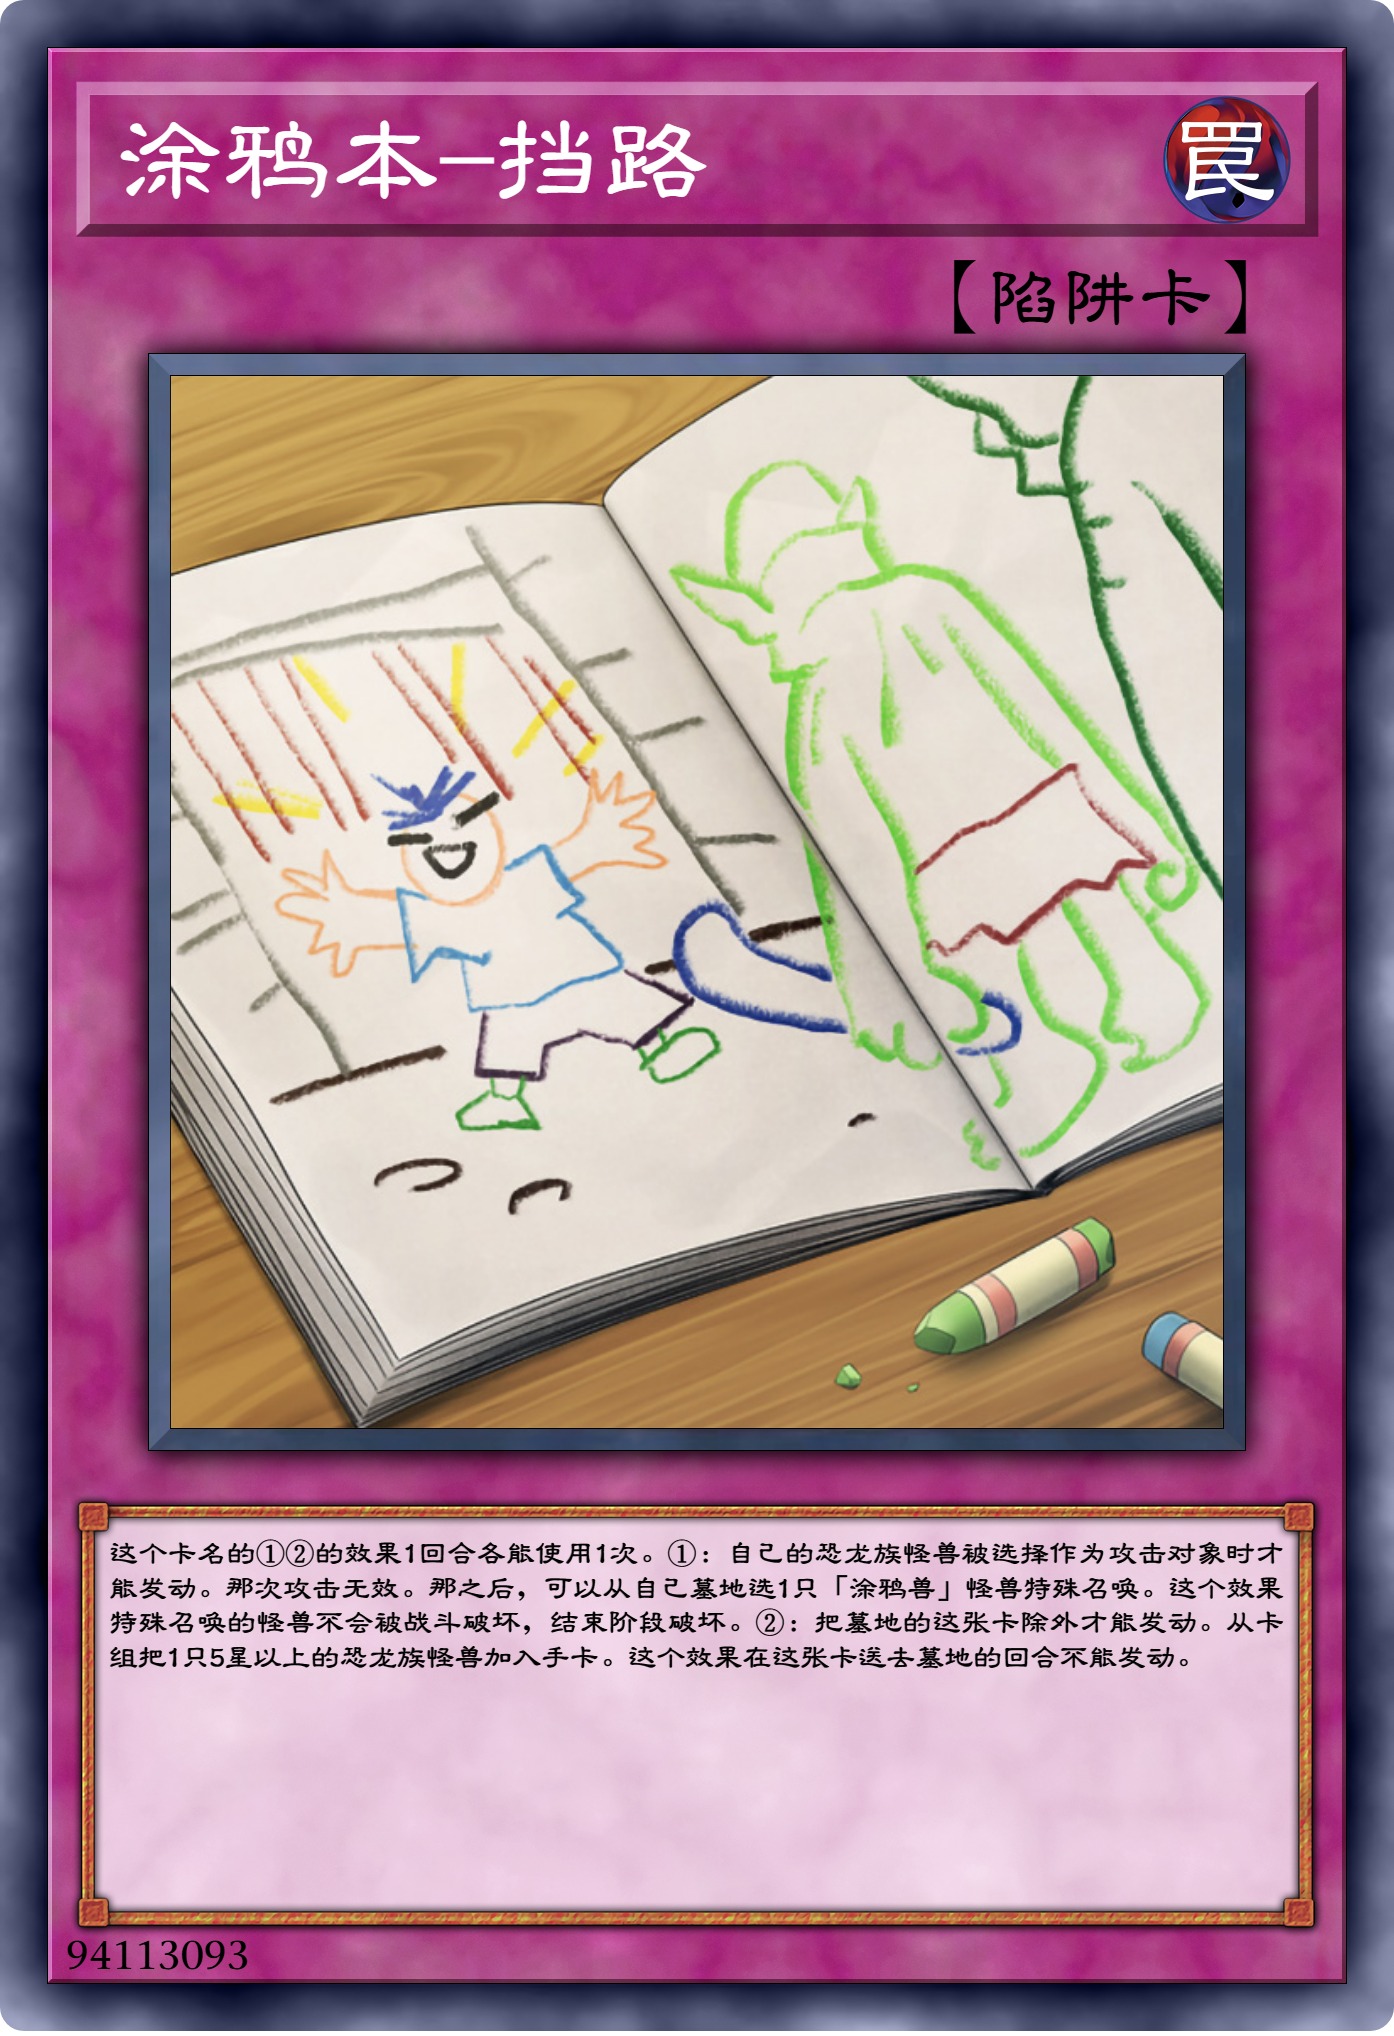 涂鸦本-挡路
罠
【陷阱卡】
这个卡名的①②的效果1回合各能使用1次。①：自己的恐龙族怪兽被选择作为攻击对象时才
能发动。那次攻击无效。那之后，可以从自己墓地选1只「涂鸦兽」怪兽特殊召唤。这个效果
特殊召唤的怪兽不会被战斗破坏，结束阶段破坏。②：把墓地的这张卡除外才能发动。从卡
组把1只5星以上的恐龙族怪兽加入手卡。这个效果在这张卡送去墓地的回合不能发动。
94113093